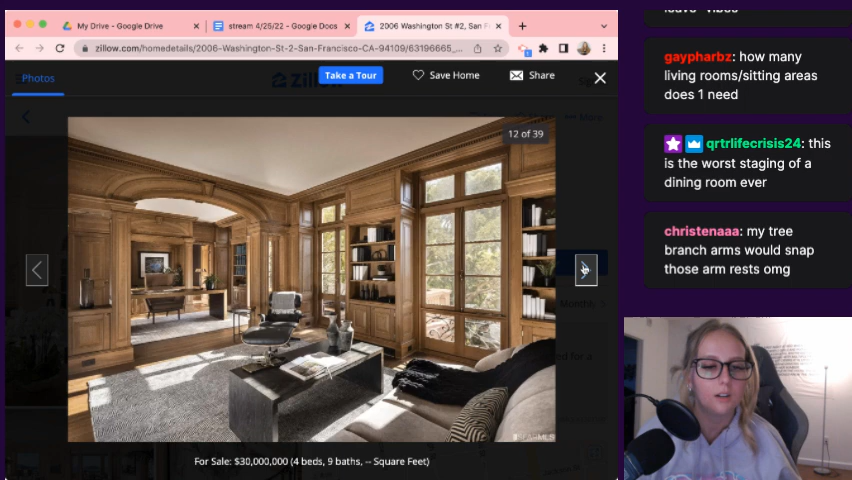 My Drive - Google Drive
stream 4/25/22 - Google Docs
2006 Washington St #2, San F
zillow.com/homedetails/2006-Washington-St-2-San-Francisco-CA-94109/63196665_...
Photos
Zillow
Take a Tour
Save Home
Share
More
12 of 39
For Sale: $30,000,000 (4 beds, 9 baths, -- Square Feet)
gaypharbz: how many
living rooms/sitting areas
does 1 need
qrtrlifecrisis24: this
is the worst staging of a
dining room ever
christenaaa: my tree
branch arms would snap
those arm rests omg